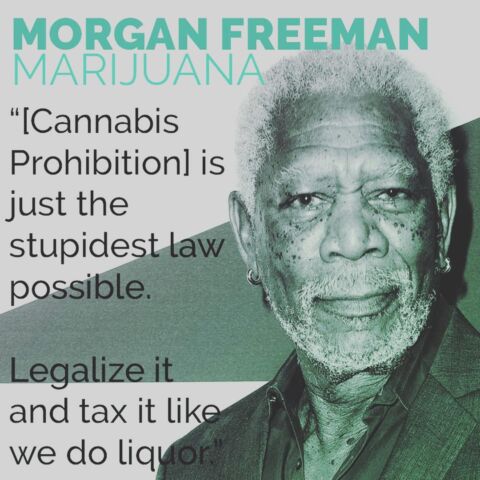 MORGAN FREEMAN
MARIJUANA
“[Cannabis
Prohibition] is
just the
stupidest law
possible.
Legalize it
and tax it like
we do liquor.”